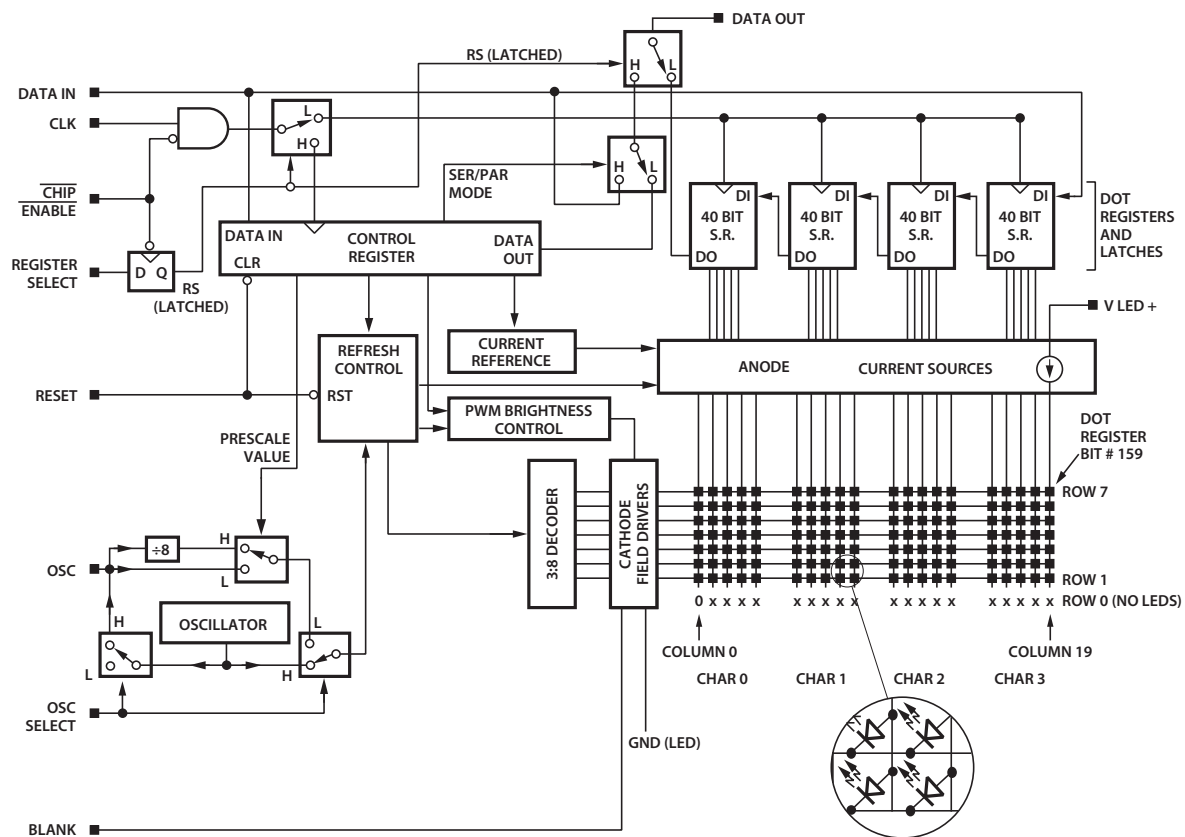 DATA OUT
RS (LATCHED)
H
L
DATA IN
CLK
L
H
CHIP
ENABLE
SER/PAR
MODE
H
L
DI
40 BIT
S.R.
DO
DI
40 BIT
S.R.
DO
DI
40 BIT
S.R.
DO
DI
40 BIT
S.R.
DO
DOT
REGISTERS
AND
LATCHES
REGISTER
SELECT
D Q
RS
(LATCHED)
DATA IN
CLR
CONTROL
REGISTER
DATA
OUT
V LED +
REFRESH
CONTROL
RST
CURRENT
REFERENCE
ANODE CURRENT SOURCES
RESET
PWM BRIGHTNESS
CONTROL
PRESCALE
VALUE
DOT
REGISTER
BIT # 159
3:8 DECODER
CATHODE
FIELD DRIVERS
ROW 7
ROW 1
0 x x x x x x x x x x x x x x x x x x x ROW 0 (NO LEDS)
OSC
÷8
H
L
H
L
OSCILLATOR
L
H
COLUMN 0
COLUMN 19
CHAR 0 CHAR 1 CHAR 2 CHAR 3
OSC
SELECT
GND (LED)
BLANK